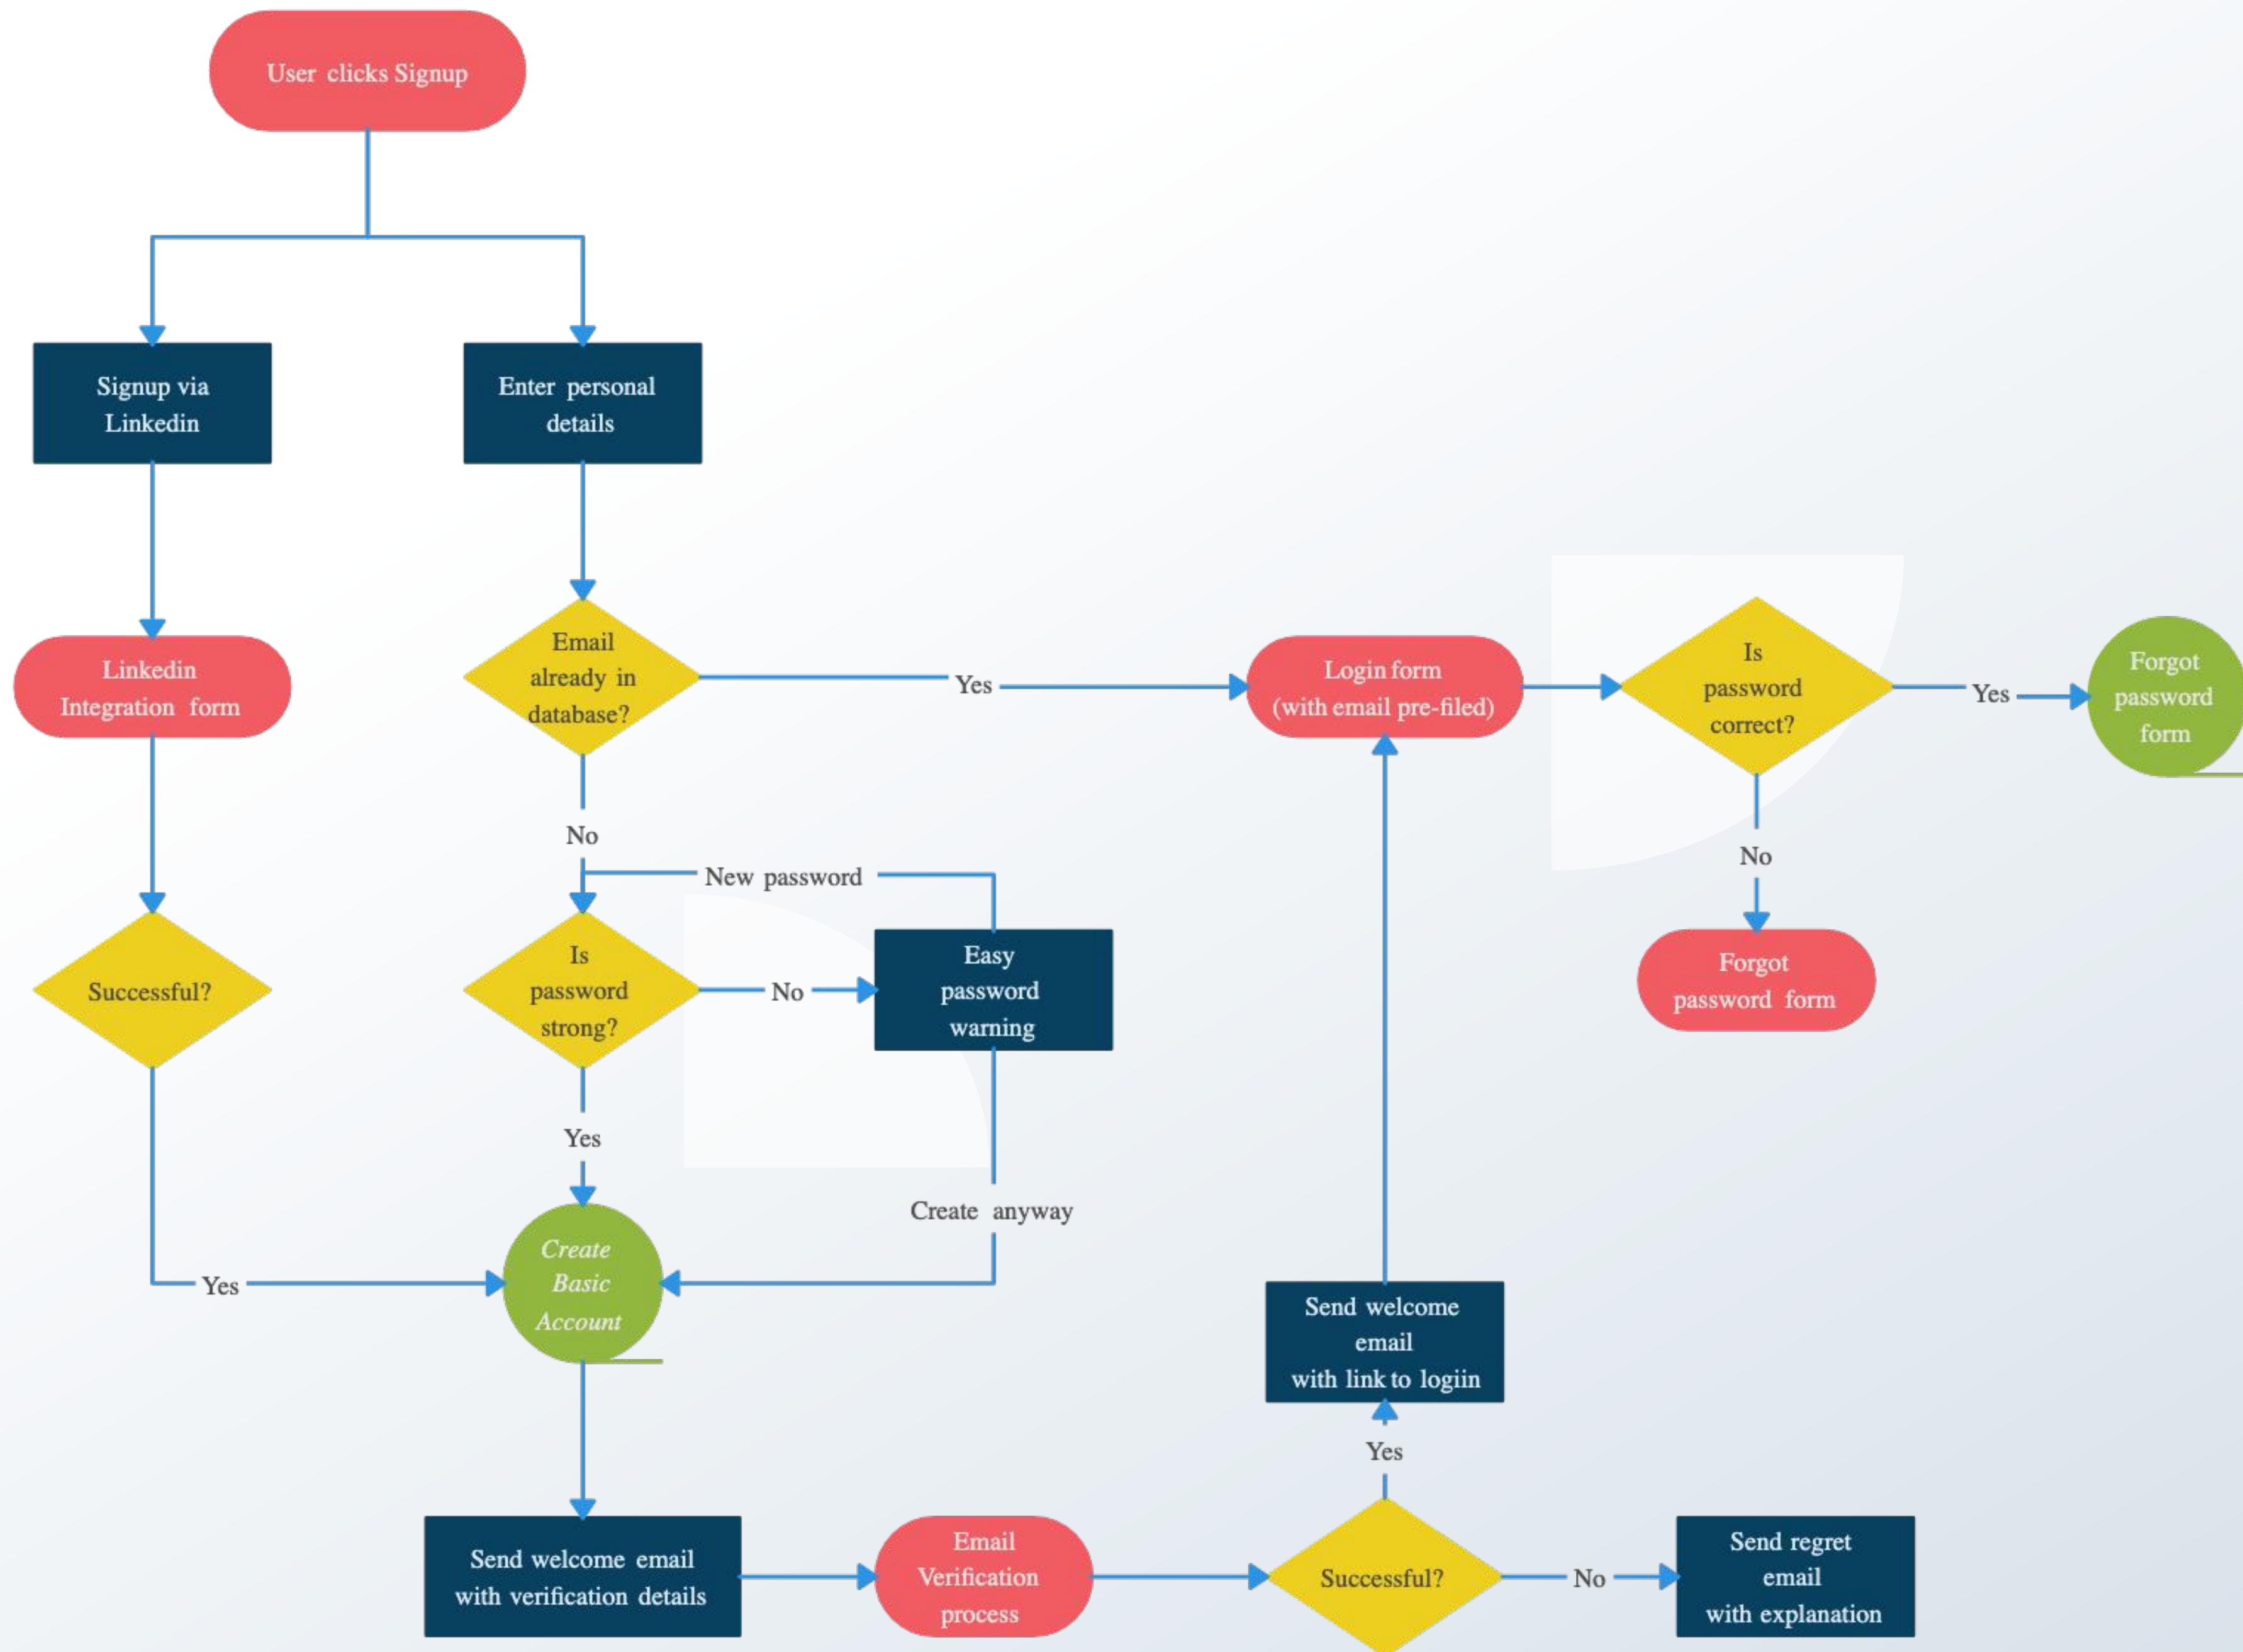 User clicks Signup
Signup via
Linkedin
Enter personal
details
Linkedin
Integration form
Email
already in
database?
Yes
Login form
(with email pre-filed)
Is
password
correct?
Yes
Forgot
password
form
No
New password
No
Successful?
Is
password
strong?
No
Easy
password
warning
Forgot
password form
Yes
Create anyway
Yes
Create
Basic
Account
Send welcome
email
with link to logiin
Yes
Send welcome email
with verification details
Email
Verification
process
Successful?
No
Send regret
email
with explanation